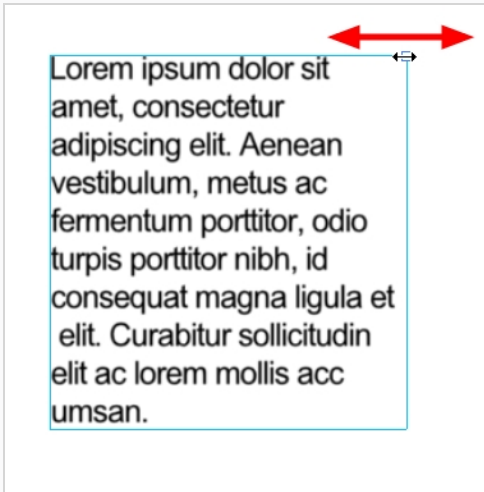 Lorem ipsum dolor sit
amet, consectetur
adipiscing elit. Aenean
vestibulum, metus ac
fermentum porttitor, odio
turpis porttitor nibh, id
consequat magna ligula et
elit. Curabitur sollicitudin
elit ac lorem mollis acc
umsan.